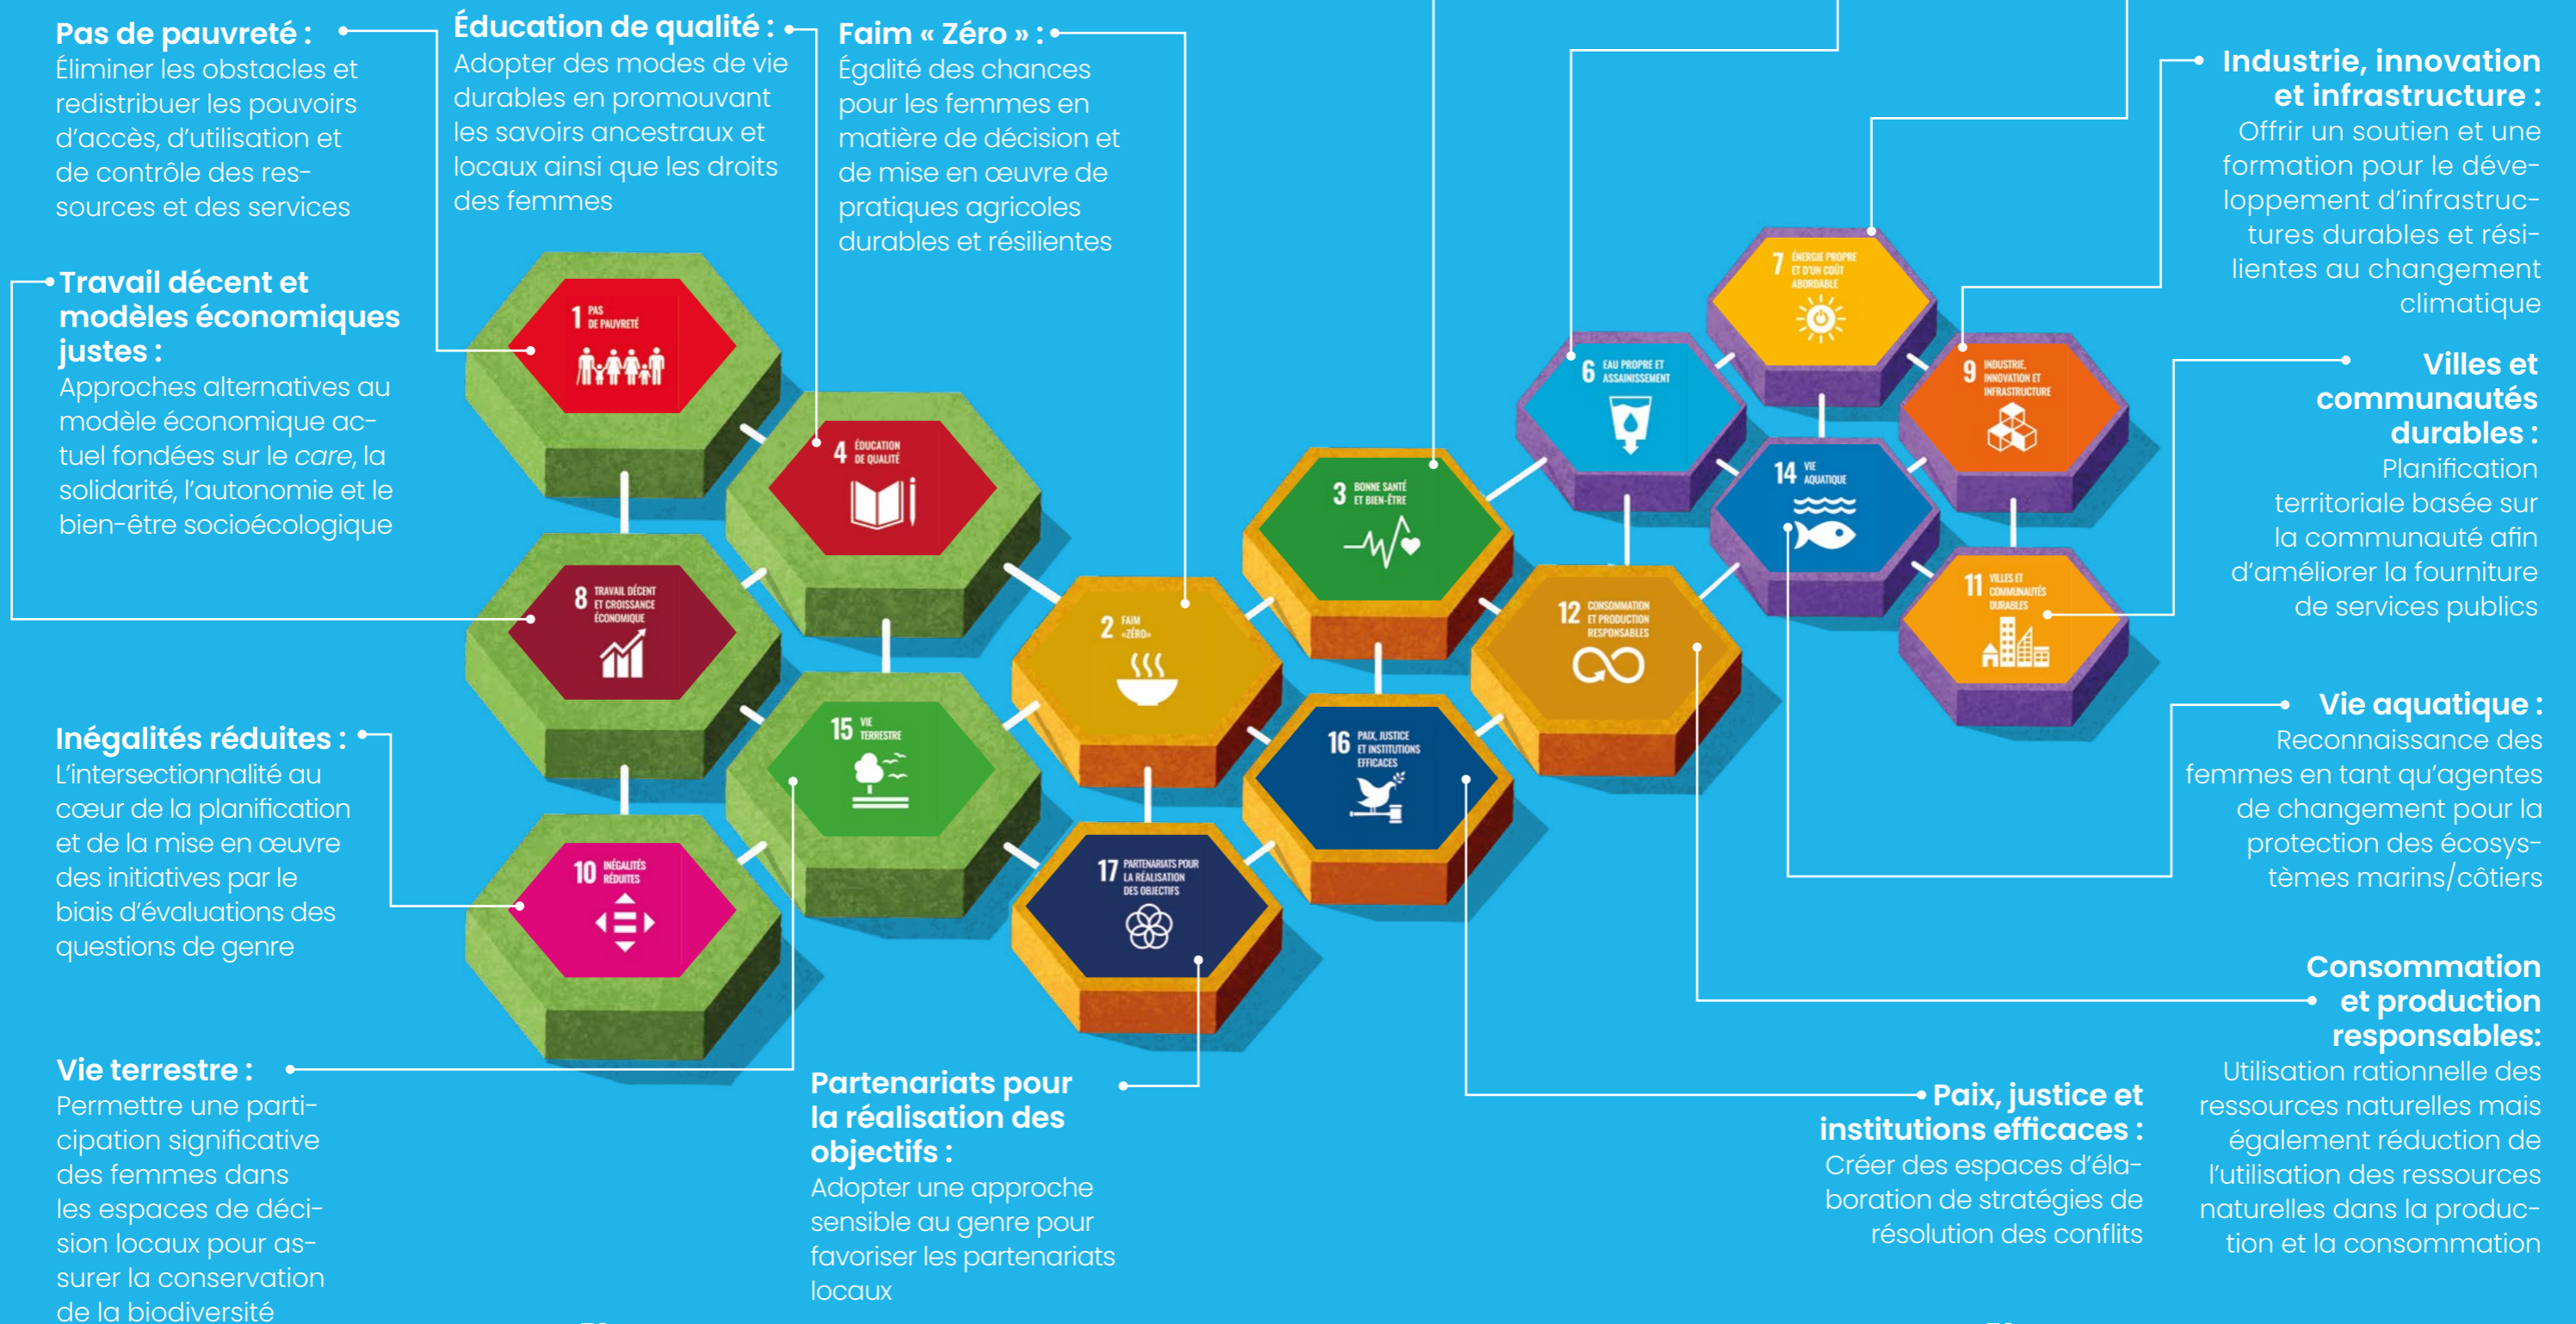 Pas de pauvreté :
Éliminer les obstacles et
redistribuer les pouvoirs
d'accès, d'utilisation et
de contrôle des res-
sources et des services
Éducation de qualité :
Adopter des modes de vie
durables en promouvant
les savoirs ancestraux et
locaux ainsi que les droits
des femmes
Faim « Zéro » :
Égalité des chances
pour les femmes en
matière de décision et
de mise en œuvre de
pratiques agricoles
durables et résilientes
Industrie, innovation
et infrastructure :
Offrir un soutien et une
formation pour le déve-
loppement d'infrastruc-
tures durables et rési-
lientes au changement
climatique
Travail décent et
modèles économiques
justes :
Approches alternatives au
modèle économique ac-
tuel fondées sur le care, la
solidarité, l'autonomie et le
bien-être socioécologique
Villes et
communautés
durables :
Planification
territoriale basée sur
la communauté afin
d'améliorer la fourniture
de services publics
1 PAS
DE PAUVRETÉ
4 ÉDUCATION
DE QUALITÉ
8 TRAVAIL DÉCENT
ET CROISSANCE
ÉCONOMIQUE
15 VIE
TERRESTRE
10 INÉGALITÉS
RÉDUITES
2 FAIM
«ZÉRO»
17 PARTENARIATS POUR
LA RÉALISATION
DES OBJECTIFS
3 BONNE SANTÉ
ET BIEN-ÊTRE
16 PAIX, JUSTICE
ET INSTITUTIONS
EFFICACES
12 CONSOMMATION
ET PRODUCTION
RESPONSABLES
6 EAU PROPRE ET
ASSAINISSEMENT
7 ÉNERGIE PROPRE
ET D'UN COÛT
ABORDABLE
14 VIE
AQUATIQUE
9 INDUSTRIE,
INNOVATION ET
INFRASTRUCTURE
11 VILLES ET
COMMUNAUTÉS
DURABLES
Inégalités réduites :
L'intersectionnalité au
cœur de la planification
et de la mise en œuvre
des initiatives par le
biais d'évaluations des
questions de genre
Vie aquatique :
Reconnaissance des
femmes en tant qu'agentes
de changement pour la
protection des écosys-
tèmes marins/côtiers
Vie terrestre :
Permettre une parti-
cipation significative
des femmes dans
les espaces de déci-
sion locaux pour as-
surer la conservation
de la biodiversité
Partenariats pour
la réalisation des
objectifs :
Adopter une approche
sensible au genre pour
favoriser les partenariats
locaux
Paix, justice et
institutions efficaces :
Créer des espaces d'éla-
boration de stratégies de
résolution des conflits
Consommation
et production
responsables:
Utilisation rationnelle des
ressources naturelles mais
également réduction de
l'utilisation des ressources
naturelles dans la produc-
tion et la consommation